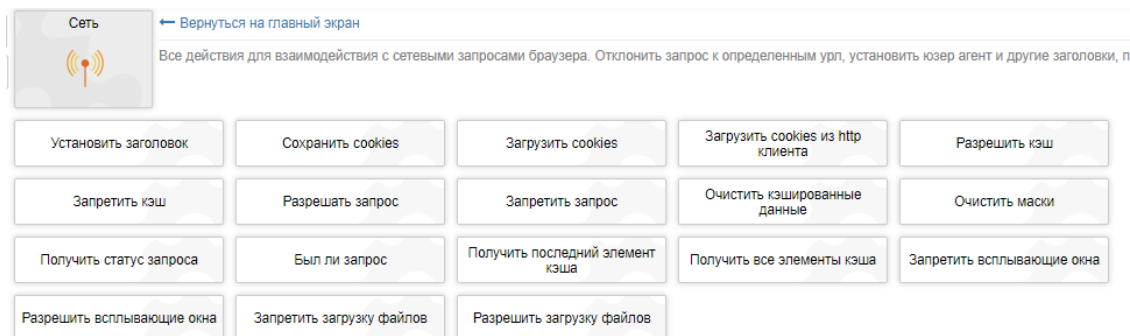 Сеть
← Вернуться на главный экран
Все действия для взаимодействия с сетевыми запросами браузера. Отклонить запрос к определенным урл, установить юзер агент и другие заголовки, п
Установить заголовок
Сохранить cookies
Загрузить cookies
Загрузить cookies из http
клиента
Разрешить кэш
Запретить кэш
Разрешать запрос
Запретить запрос
Очистить кэшированные
данные
Очистить маски
Получить статус запроса
Был ли запрос
Получить последний элемент
кэша
Получить все элементы кэша
Запретить всплывающие окна
Разрешить всплывающие окна
Запретить загрузку файлов
Разрешить загрузку файлов